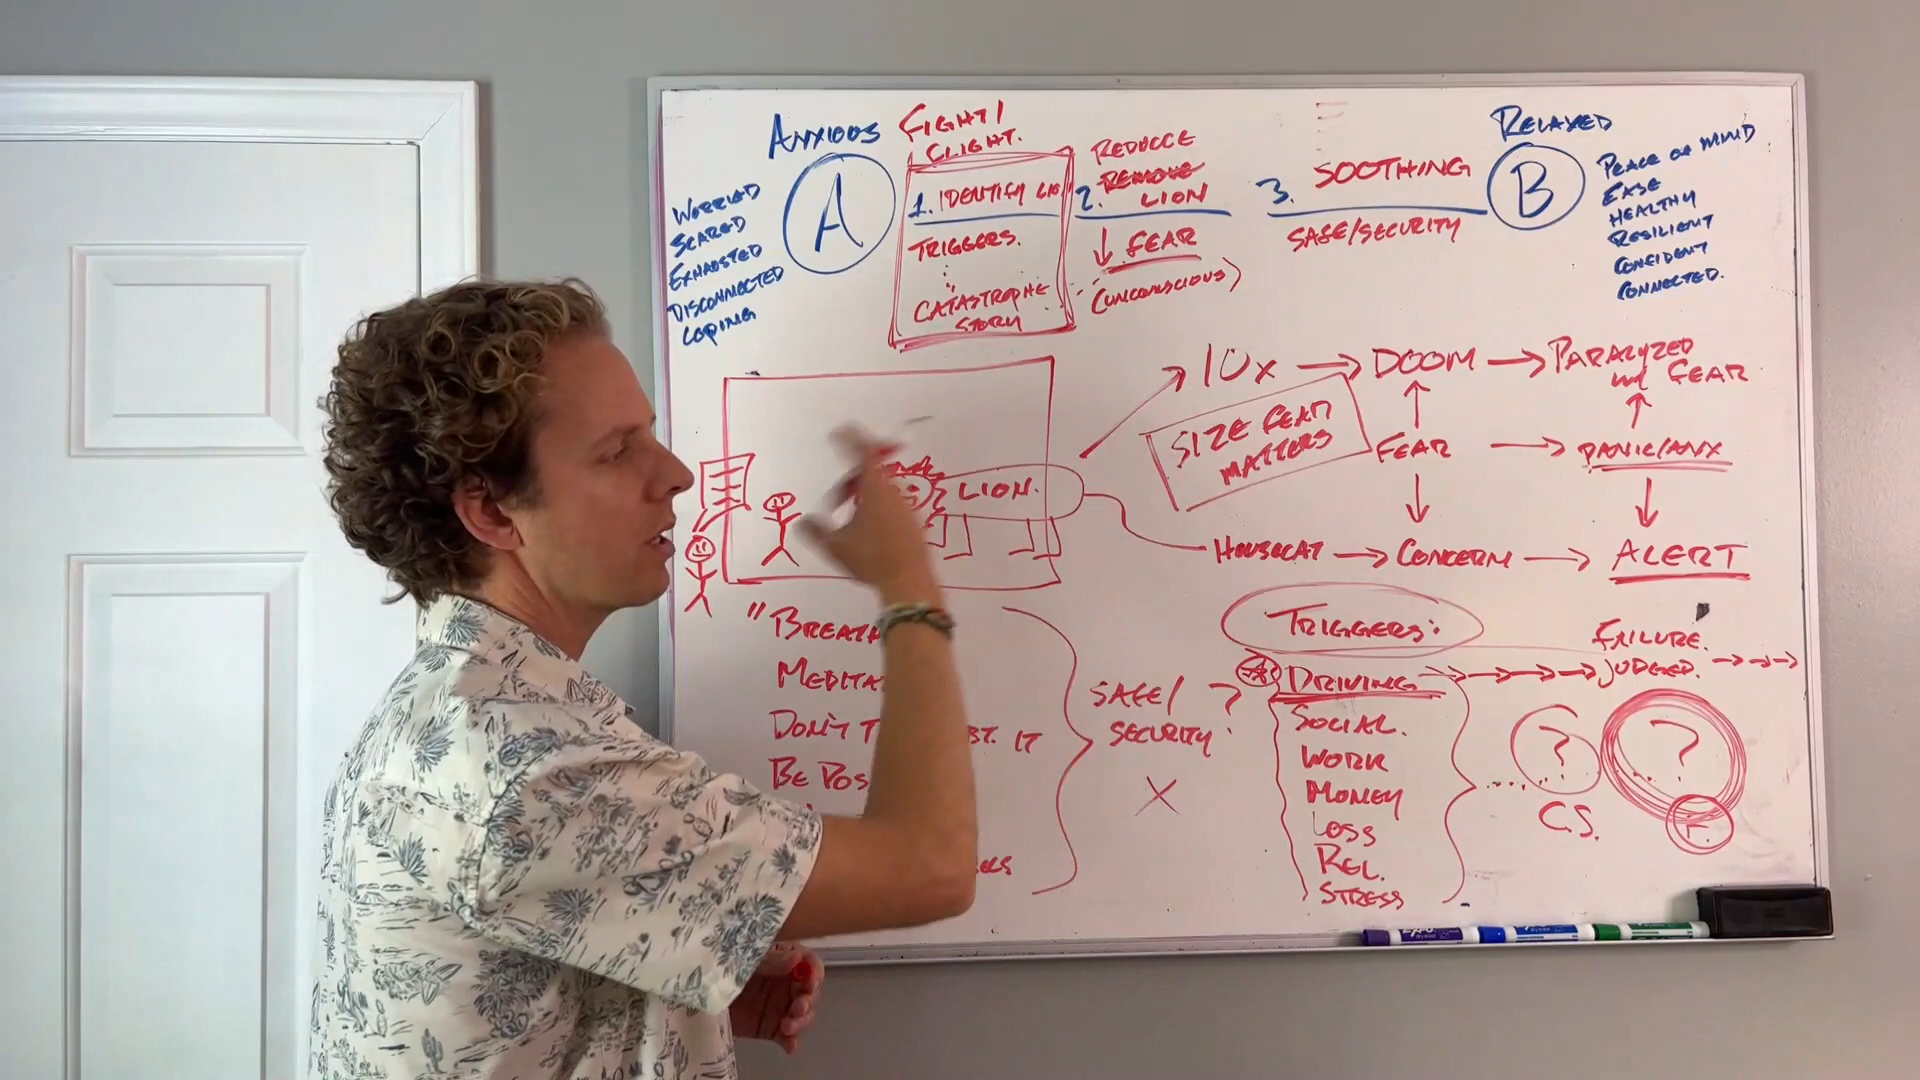 ANXIOUS
A
WORRIED
SCARED
EXHAUSTED
DISCONNECTED
COPING
FIGHT/
FLIGHT.
1. IDENTIFY
TRIGGERS.
CATASTROPHE
STORY
REDUCE
REMOVE
2. LION
↓ FEAR
(UNCONSCIOUS)
3. SOOTHING
SAFE/SECURITY
RELAXED
B
PEACE OF MIND
EASE
HEALTHY
RESILIENT
CONFIDENT
CONNECTED.
LION.
10X → DOOM → PARALYZED
W/ FEAR
SIZE FEAR
MATTERS
FEAR → PANIC/ANX
HOUSECAT → CONCERN → ALERT
"BREATH
MEDITA
DON'T T
IT
BE POS
SAFE/
SECURITY
?
X
TRIGGERS:
FAILURE.
DRIVING →→→→→→ JUDGED. →→→
SOCIAL.
WORK
MONEY
LOSS
REL.
STRESS
?
C.S.
?
EXPO